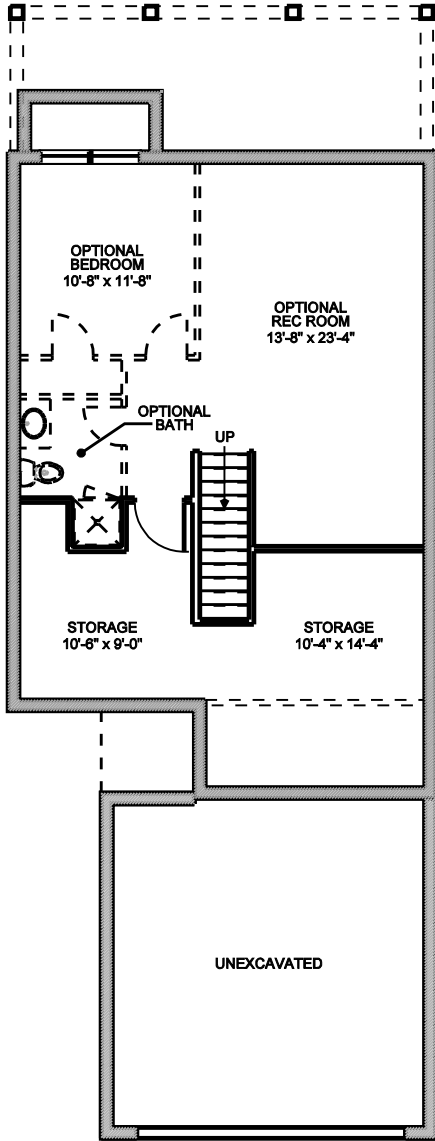 OPTIONAL
BEDROOM
10'-8" x 11'-8"
OPTIONAL
REC ROOM
13'-8" x 23'-4"
OPTIONAL
BATH
UP
STORAGE
10'-6" x 9'-0"
STORAGE
10'-4" x 14'-4"
UNEXCAVATED